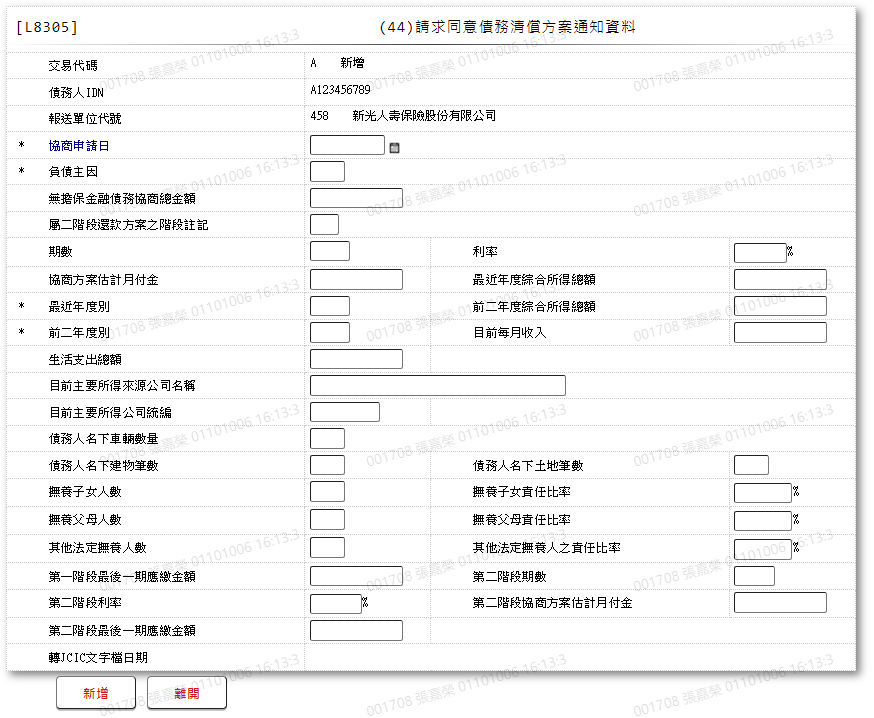 [L8305] (44)請求同意債務清償方案通知資料
交易代碼 A 新增
債務人IDN A123456789
報送單位代號 458 新光人壽保險股份有限公司
* 協商申請日
* 負債主因
無擔保金融債務協商總金額
屬二階段還款方案之階段註記
期數 利率 %
協商方案估計月付金 最近年度綜合所得總額
* 最近年度別 前二年度綜合所得總額
* 前二年度別 目前每月收入
生活支出總額
目前主要所得來源公司名稱
目前主要所得公司統編
債務人名下車輛數量
債務人名下建物筆數 債務人名下土地筆數
撫養子女人數 撫養子女責任比率 %
撫養父母人數 撫養父母責任比率 %
其他法定撫養人數 其他法定撫養人之責任比率 %
第一階段最後一期應繳金額 第二階段期數
第二階段利率 % 第二階段協商方案估計月付金
第二階段最後一期應繳金額
轉JCIC文字檔日期
新增 離開
001708 張嘉榮 01101006 16:13:3